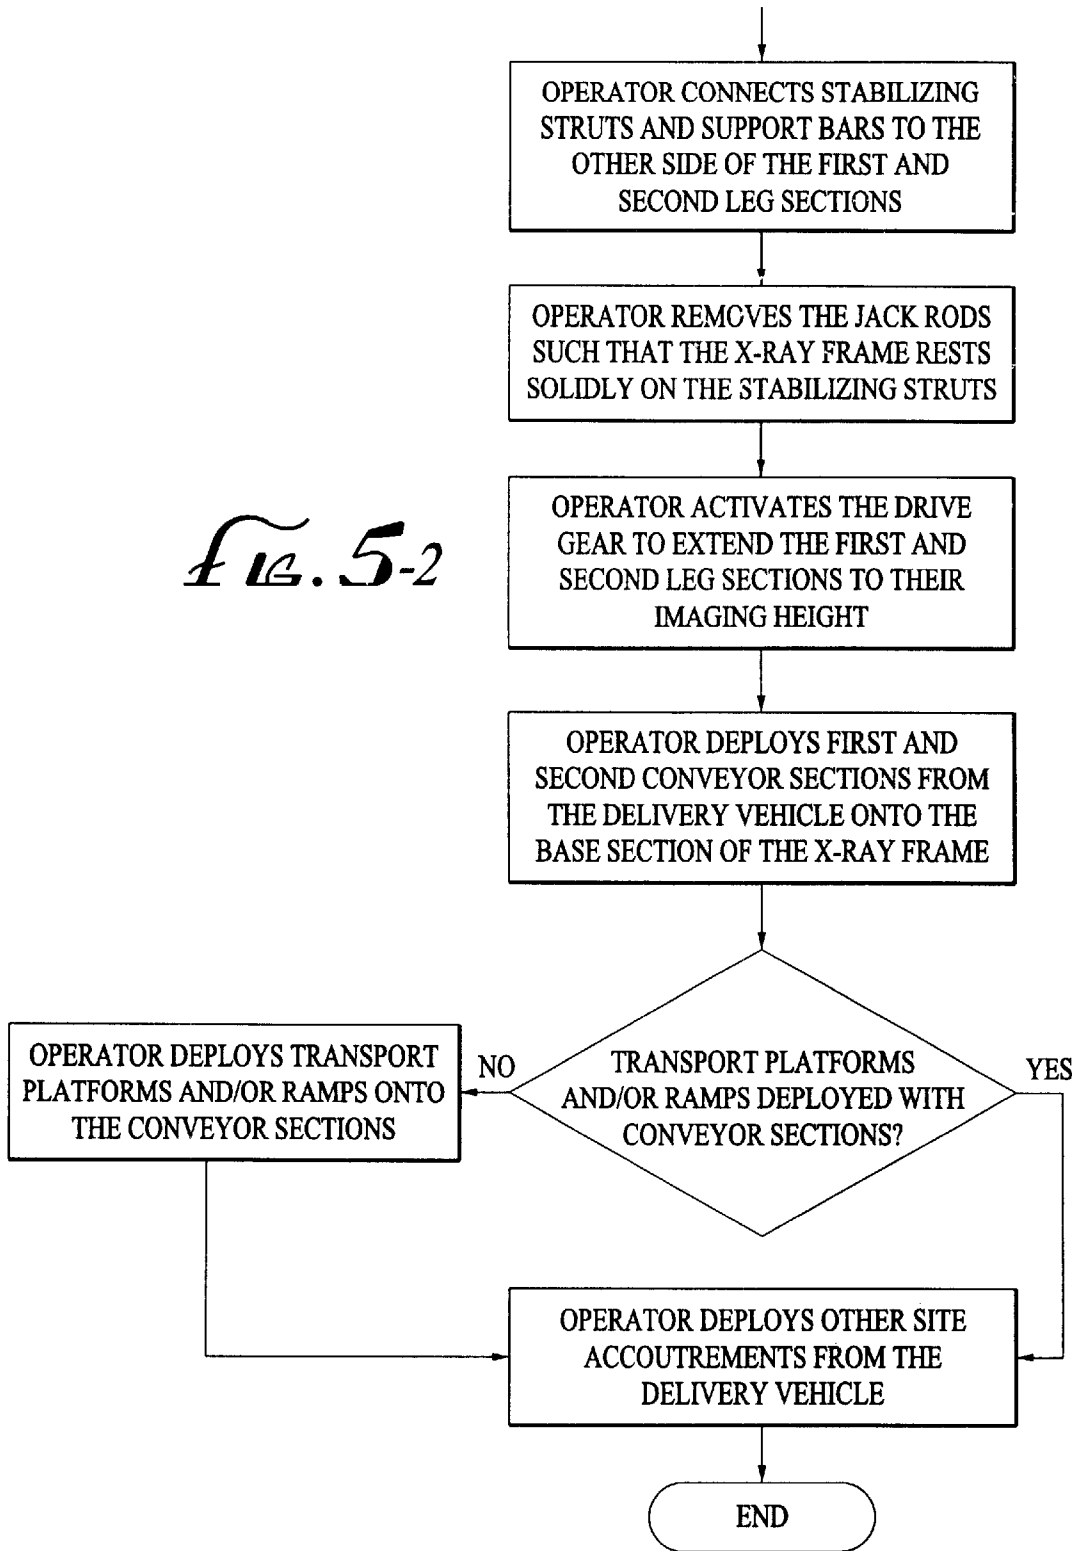 OPERATOR CONNECTS STABILIZING
STRUTS AND SUPPORT BARS TO THE
OTHER SIDE OF THE FIRST AND
SECOND LEG SECTIONS
OPERATOR REMOVES THE JACK RODS
SUCH THAT THE X-RAY FRAME RESTS
SOLIDLY ON THE STABILIZING STRUTS
FIG. 5-2
OPERATOR ACTIVATES THE DRIVE
GEAR TO EXTEND THE FIRST AND
SECOND LEG SECTIONS TO THEIR
IMAGING HEIGHT
OPERATOR DEPLOYS FIRST AND
SECOND CONVEYOR SECTIONS FROM
THE DELIVERY VEHICLE ONTO THE
BASE SECTION OF THE X-RAY FRAME
TRANSPORT PLATFORMS
AND/OR RAMPS DEPLOYED WITH
CONVEYOR SECTIONS?
NO
YES
OPERATOR DEPLOYS TRANSPORT
PLATFORMS AND/OR RAMPS ONTO
THE CONVEYOR SECTIONS
OPERATOR DEPLOYS OTHER SITE
ACCOUTREMENTS FROM THE
DELIVERY VEHICLE
END